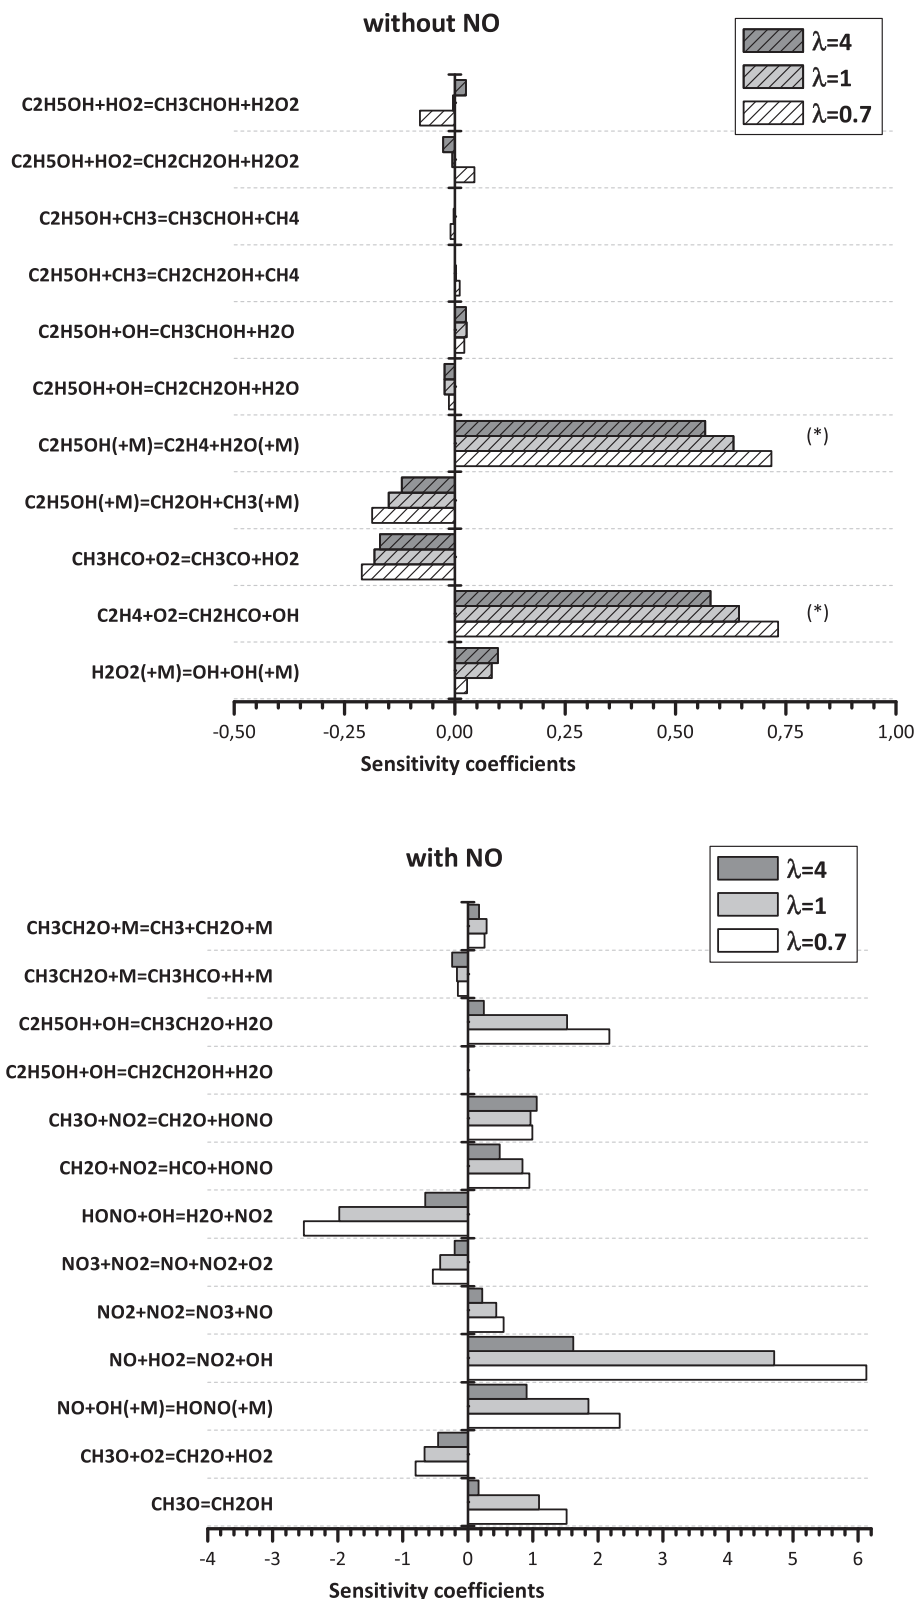 without NO
λ=4
λ=1
λ=0.7
C2H5OH+HO2=CH3CHOH+H2O2
C2H5OH+HO2=CH2CH2OH+H2O2
C2H5OH+CH3=CH3CHOH+CH4
C2H5OH+CH3=CH2CH2OH+CH4
C2H5OH+OH=CH3CHOH+H2O
C2H5OH+OH=CH2CH2OH+H2O
C2H5OH(+M)=C2H4+H2O(+M)
(*)
C2H5OH(+M)=CH2OH+CH3(+M)
CH3HCO+O2=CH3CO+HO2
C2H4+O2=CH2HCO+OH
(*)
H2O2(+M)=OH+OH(+M)
-0,50 -0,25 0,00 0,25 0,50 0,75 1,00
Sensitivity coefficients
with NO
λ=4
λ=1
λ=0.7
CH3CH2O+M=CH3+CH2O+M
CH3CH2O+M=CH3HCO+H+M
C2H5OH+OH=CH3CH2O+H2O
C2H5OH+OH=CH2CH2OH+H2O
CH3O+NO2=CH2O+HONO
CH2O+NO2=HCO+HONO
HONO+OH=H2O+NO2
NO3+NO2=NO+NO2+O2
NO2+NO2=NO3+NO
NO+HO2=NO2+OH
NO+OH(+M)=HONO(+M)
CH3O+O2=CH2O+HO2
CH3O=CH2OH
-4 -3 -2 -1 0 1 2 3 4 5 6
Sensitivity coefficients